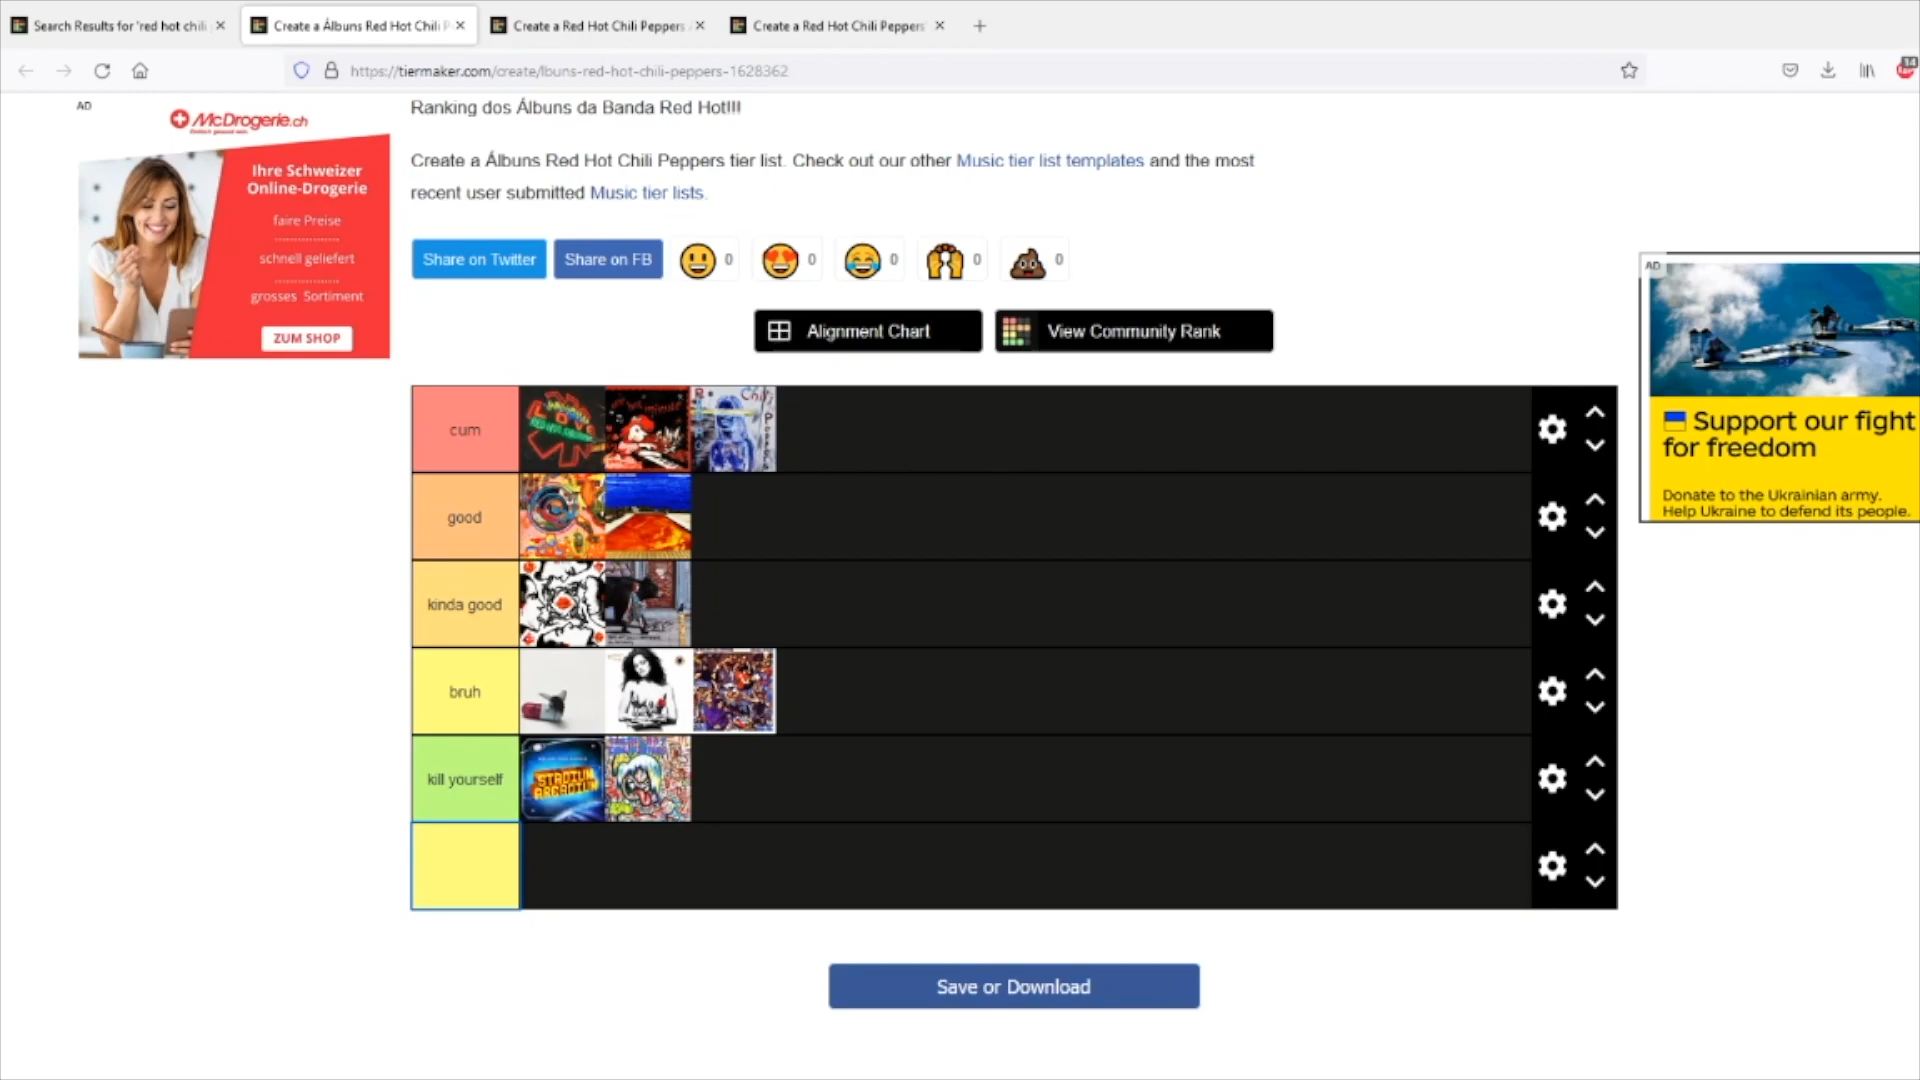 Search Results for 'red hot chili
Create a Álbuns Red Hot Chili P
Create a Red Hot Chili Peppers
Create a Red Hot Chili Peppers
https://tiermaker.com/create/lbuns-red-hot-chili-peppers-1628362
14
AD
McDrogerie.ch
Ihre Schweizer
Online-Drogerie
faire Preise
schnell geliefert
grosses Sortiment
ZUM SHOP
Ranking dos Álbuns da Banda Red Hot!!!
Create a Álbuns Red Hot Chili Peppers tier list. Check out our other Music tier list templates and the most
recent user submitted Music tier lists.
Share on Twitter
Share on FB
0
0
0
0
0
Alignment Chart
View Community Rank
AD
Support our fight
for freedom
Donate to the Ukrainian army.
Help Ukraine to defend its people.
cum
good
kinda good
bruh
kill yourself
STADIUM
ARCADIUM
Save or Download